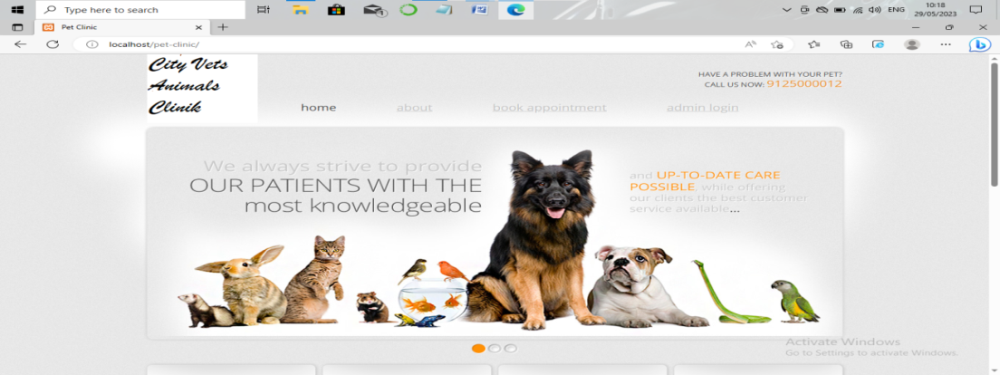 Type here to search
1
ENG
10:18
29/05/2023
Pet Clinic
localhost/pet-clinic/
City Vets
Animals
Clinik
HAVE A PROBLEM WITH YOUR PET?
CALL US NOW: 9125000012
home
about
book appointment
admin login
We always strive to provide
OUR PATIENTS WITH THE
most knowledgeable
and UP-TO-DATE CARE
POSSIBLE, while offering
our clients the best customer
service available...
Activate Windows
Go to Settings to activate Windows.